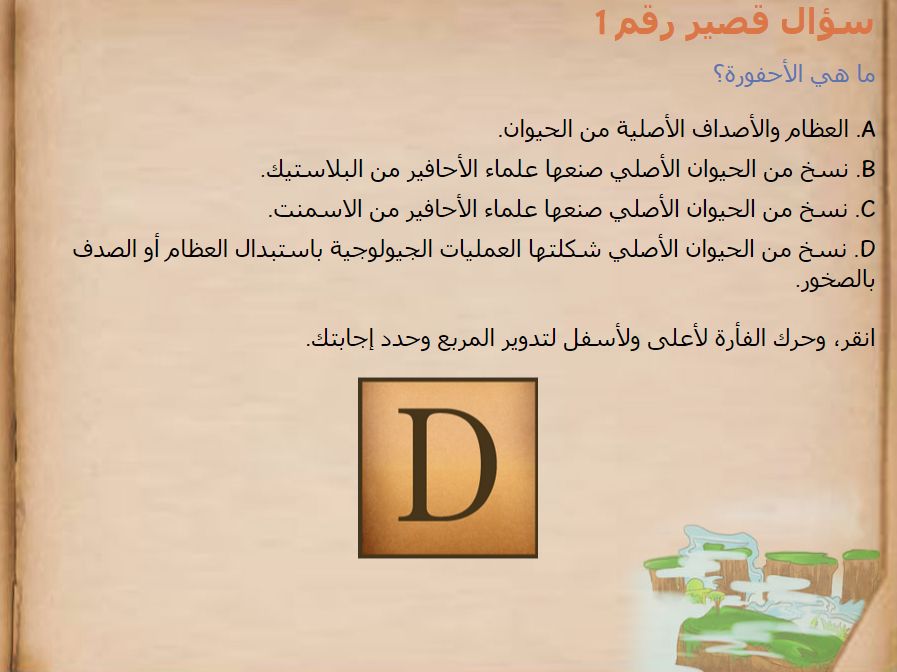 سؤال قصير رقم 1
ما هي الأحفورة؟
A. العظام والأصداف الأصلية من الحيوان.
B. نسخ من الحيوان الأصلي صنعها علماء الأحافير من البلاستيك.
C. نسخ من الحيوان الأصلي صنعها علماء الأحافير من الاسمنت.
D. نسخ من الحيوان الأصلي شكلتها العمليات الجيولوجية باستبدال العظام أو الصدف
بالصخور.
انقر، وحرك الفأرة لأعلى ولأسفل لتدوير المربع وحدد إجابتك.
D